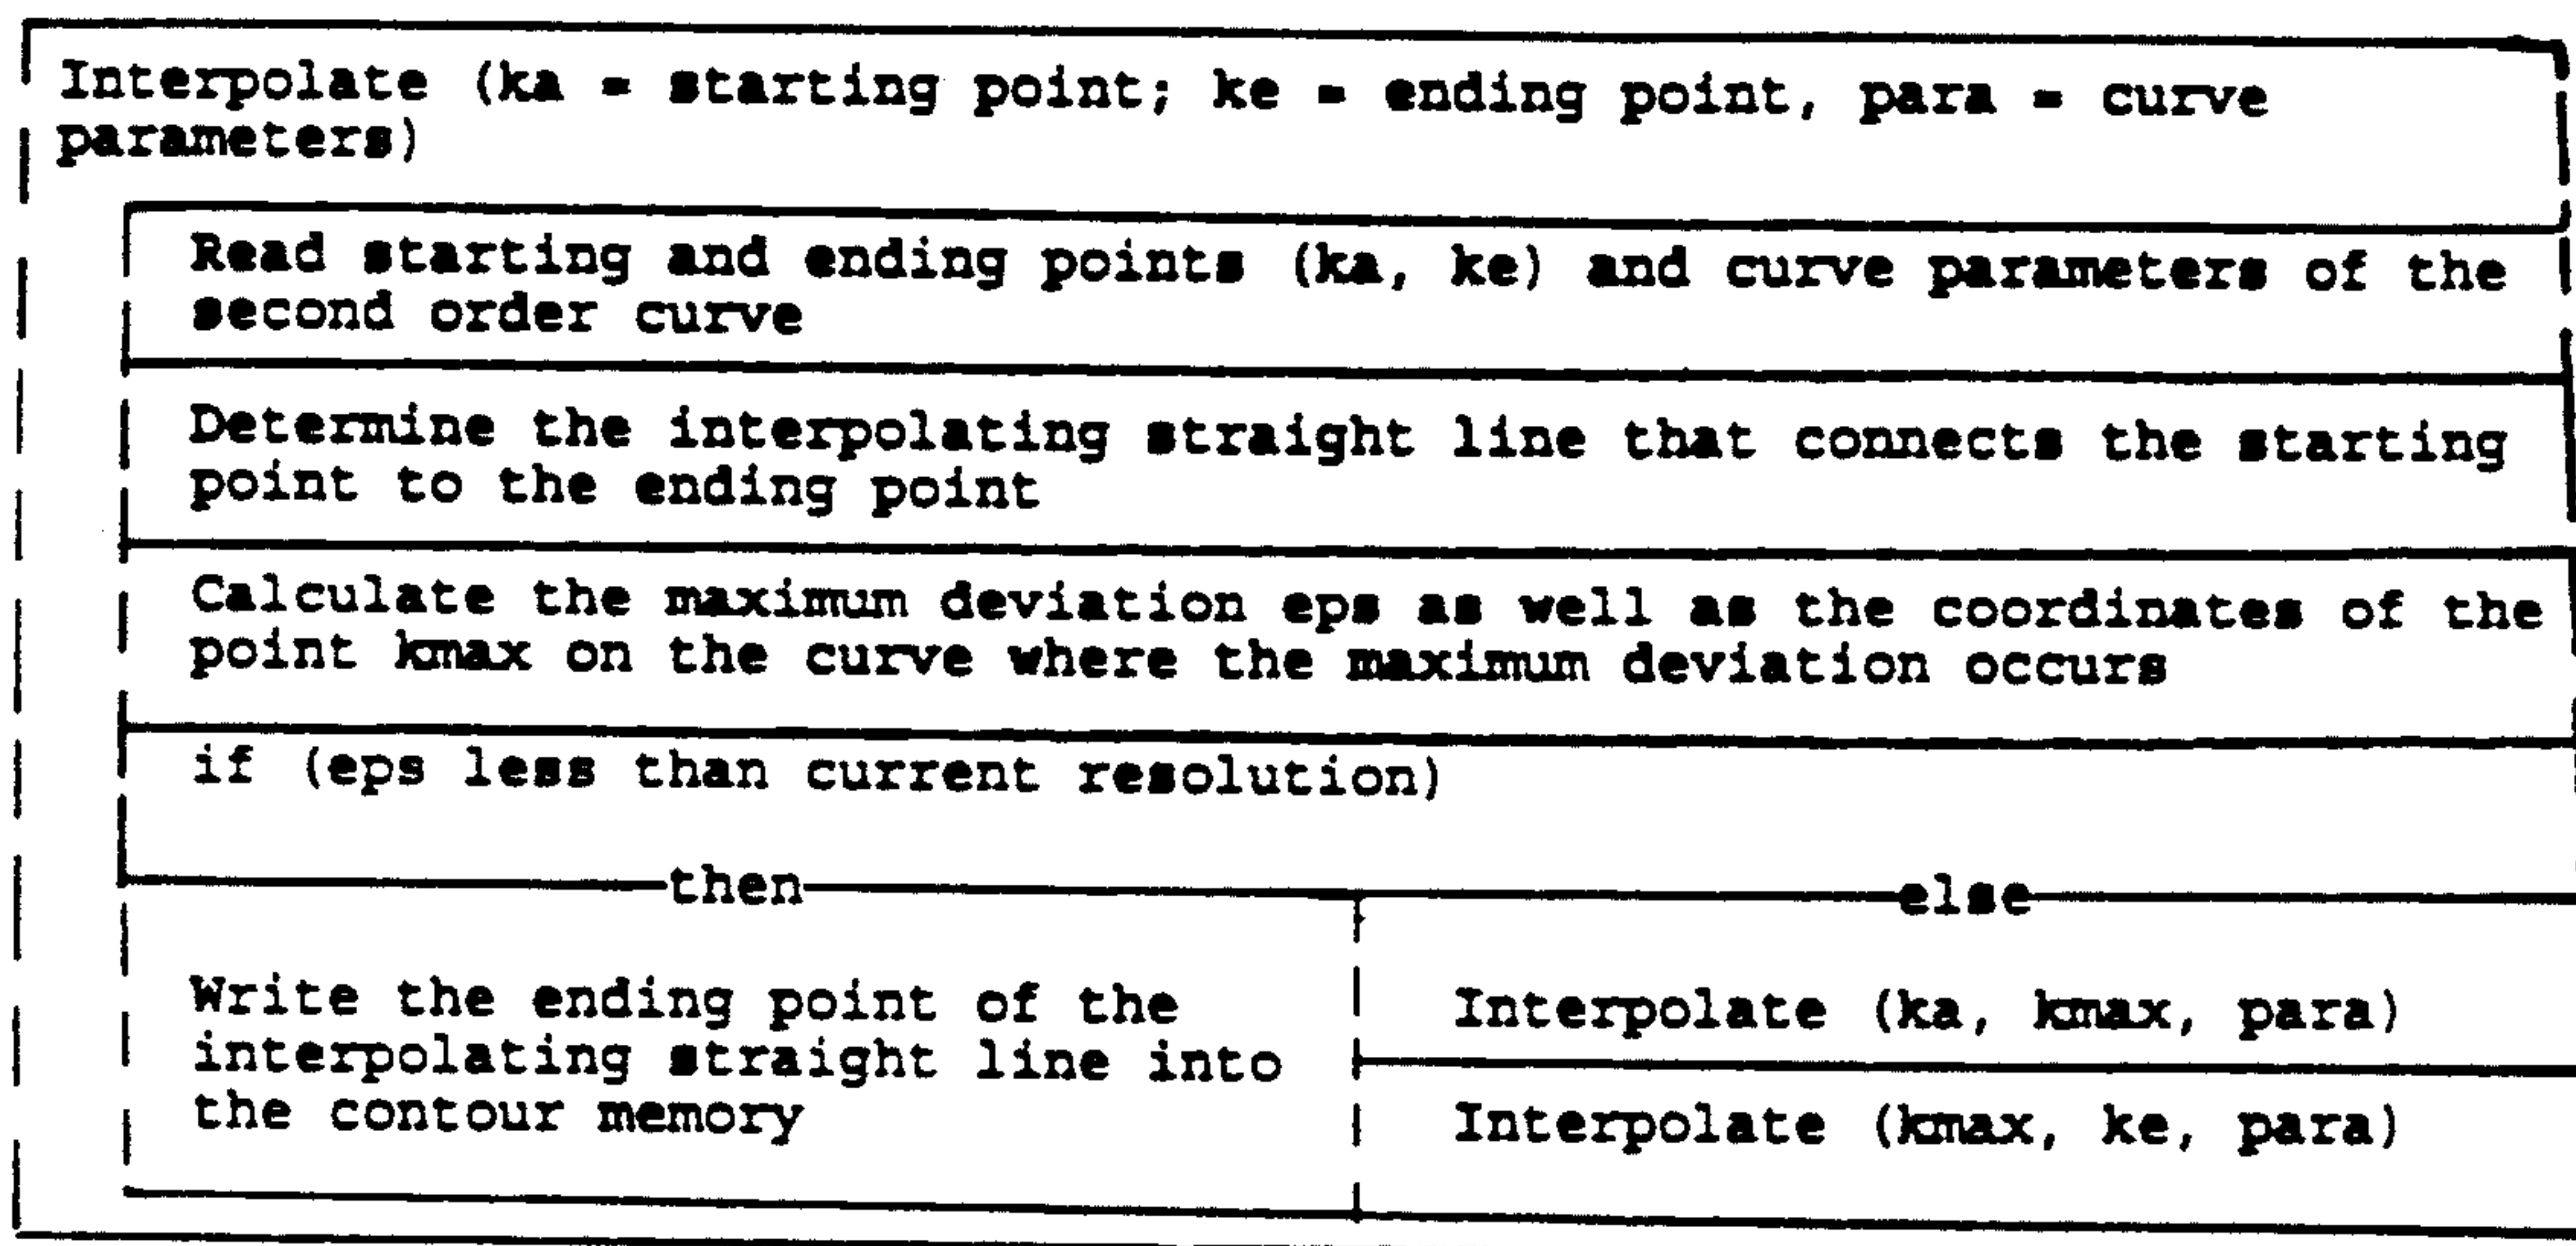 Interpolate (ka = starting point; ke = ending point, para = curve
parameters)
Read starting and ending points (ka, ke) and curve parameters of the
second order curve
Determine the interpolating straight line that connects the starting
point to the ending point
Calculate the maximum deviation eps as well as the coordinates of the
point kmax on the curve where the maximum deviation occurs
if (eps less than current resolution)
then
else
Write the ending point of the
interpolating straight line into
the contour memory
Interpolate (ka, kmax, para)
Interpolate (kmax, ke, para)